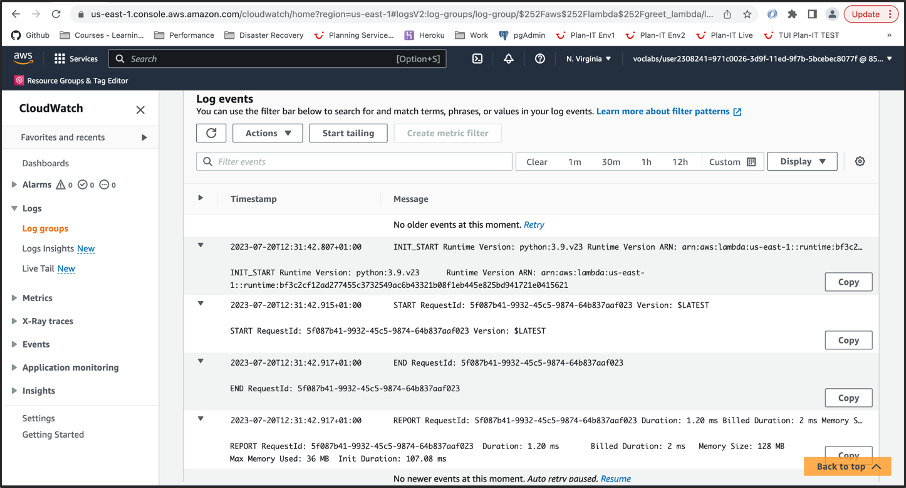 us-east-1.console.aws.amazon.com/cloudwatch/home?region=us-east-1#logsV2:log-groups/log-group/$252Faws$252Flambda$252Fgreet_lambda/l...
Update
Github Courses - Learnin... Performance Disaster Recovery Planning Service... Heroku Work pgAdmin Plan-IT Env1 Plan-IT Env2 Plan-IT Live TUI Plan-IT TEST »
aws Services Search [Option+S] N. Virginia voclabs/user2308241=971c0026-3d9f-11ed-9f7b-5bcebec8077f @ 85...
Resource Groups & Tag Editor
CloudWatch
Favorites and recents
Dashboards
Alarms 0 0 0
Logs
Log groups
Logs Insights New
Live Tail New
Metrics
X-Ray traces
Events
Application monitoring
Insights
Settings
Getting Started
Log events
You can use the filter bar below to search for and match terms, phrases, or values in your log events. Learn more about filter patterns
Actions Start tailing Create metric filter
Filter events Clear 1m 30m 1h 12h Custom Display
Timestamp Message
No older events at this moment. Retry
2023-07-20T12:31:42.807+01:00 INIT_START Runtime Version: python:3.9.v23 Runtime Version ARN: arn:aws:lambda:us-east-1::runtime:bf3c2...
INIT_START Runtime Version: python:3.9.v23 Runtime Version ARN: arn:aws:lambda:us-east-
1::runtime:bf3c2cf12ad277455c3732549ac6b43321b08f1eb445e825bd941721e0415621
Copy
2023-07-20T12:31:42.915+01:00 START RequestId: 5f087b41-9932-45c5-9874-64b837aaf023 Version: $LATEST
START RequestId: 5f087b41-9932-45c5-9874-64b837aaf023 Version: $LATEST
Copy
2023-07-20T12:31:42.917+01:00 END RequestId: 5f087b41-9932-45c5-9874-64b837aaf023
END RequestId: 5f087b41-9932-45c5-9874-64b837aaf023
Copy
2023-07-20T12:31:42.917+01:00 REPORT RequestId: 5f087b41-9932-45c5-9874-64b837aaf023 Duration: 1.20 ms Billed Duration: 2 ms Memory S...
REPORT RequestId: 5f087b41-9932-45c5-9874-64b837aaf023 Duration: 1.20 ms Billed Duration: 2 ms Memory Size: 128 MB
Max Memory Used: 36 MB Init Duration: 107.08 ms
Copy
Back to top
No newer events at this moment. Auto retry paused. Resume